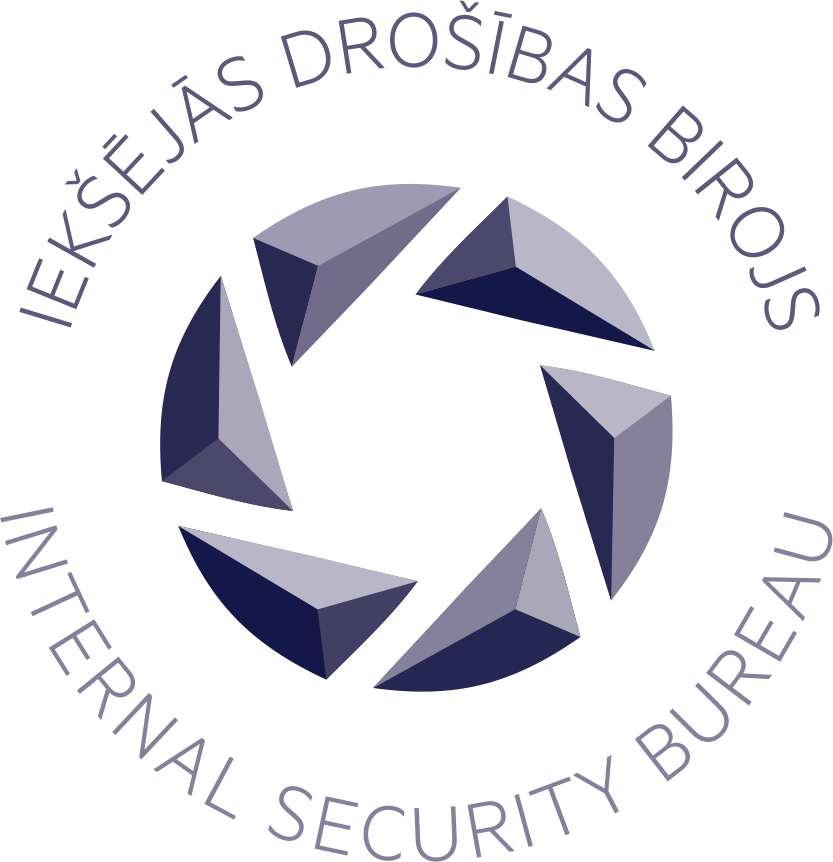 IEKŠĒJĀS DROŠĪBAS BIROJS
INTERNAL SECURITY BUREAU